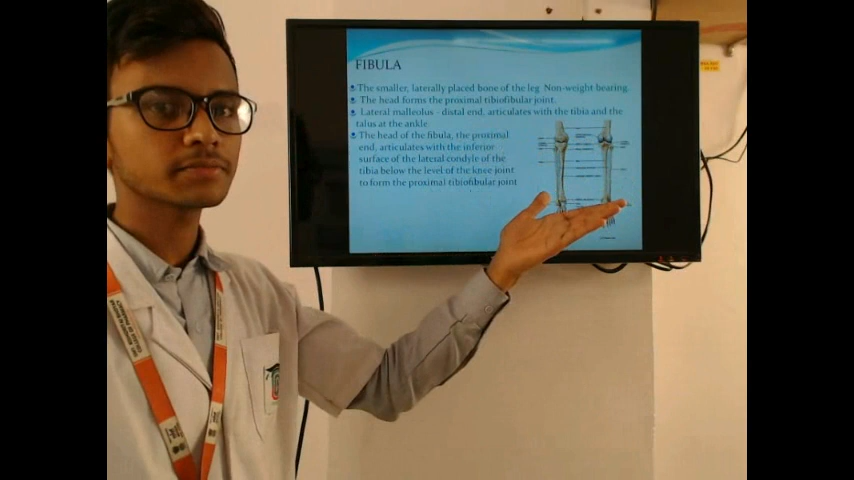 FIBULA
The smaller, laterally placed bone of the leg Non-weight bearing.
The head forms the proximal tibiofibular joint.
Lateral malleolus - distal end, articulates with the tibia and the
talus at the ankle
The head of the fibula, the proximal
end, articulates with the inferior
surface of the lateral condyle of the
tibia below the level of the knee joint
to form the proximal tibiofibular joint
COLLEGE OF PHARMACY